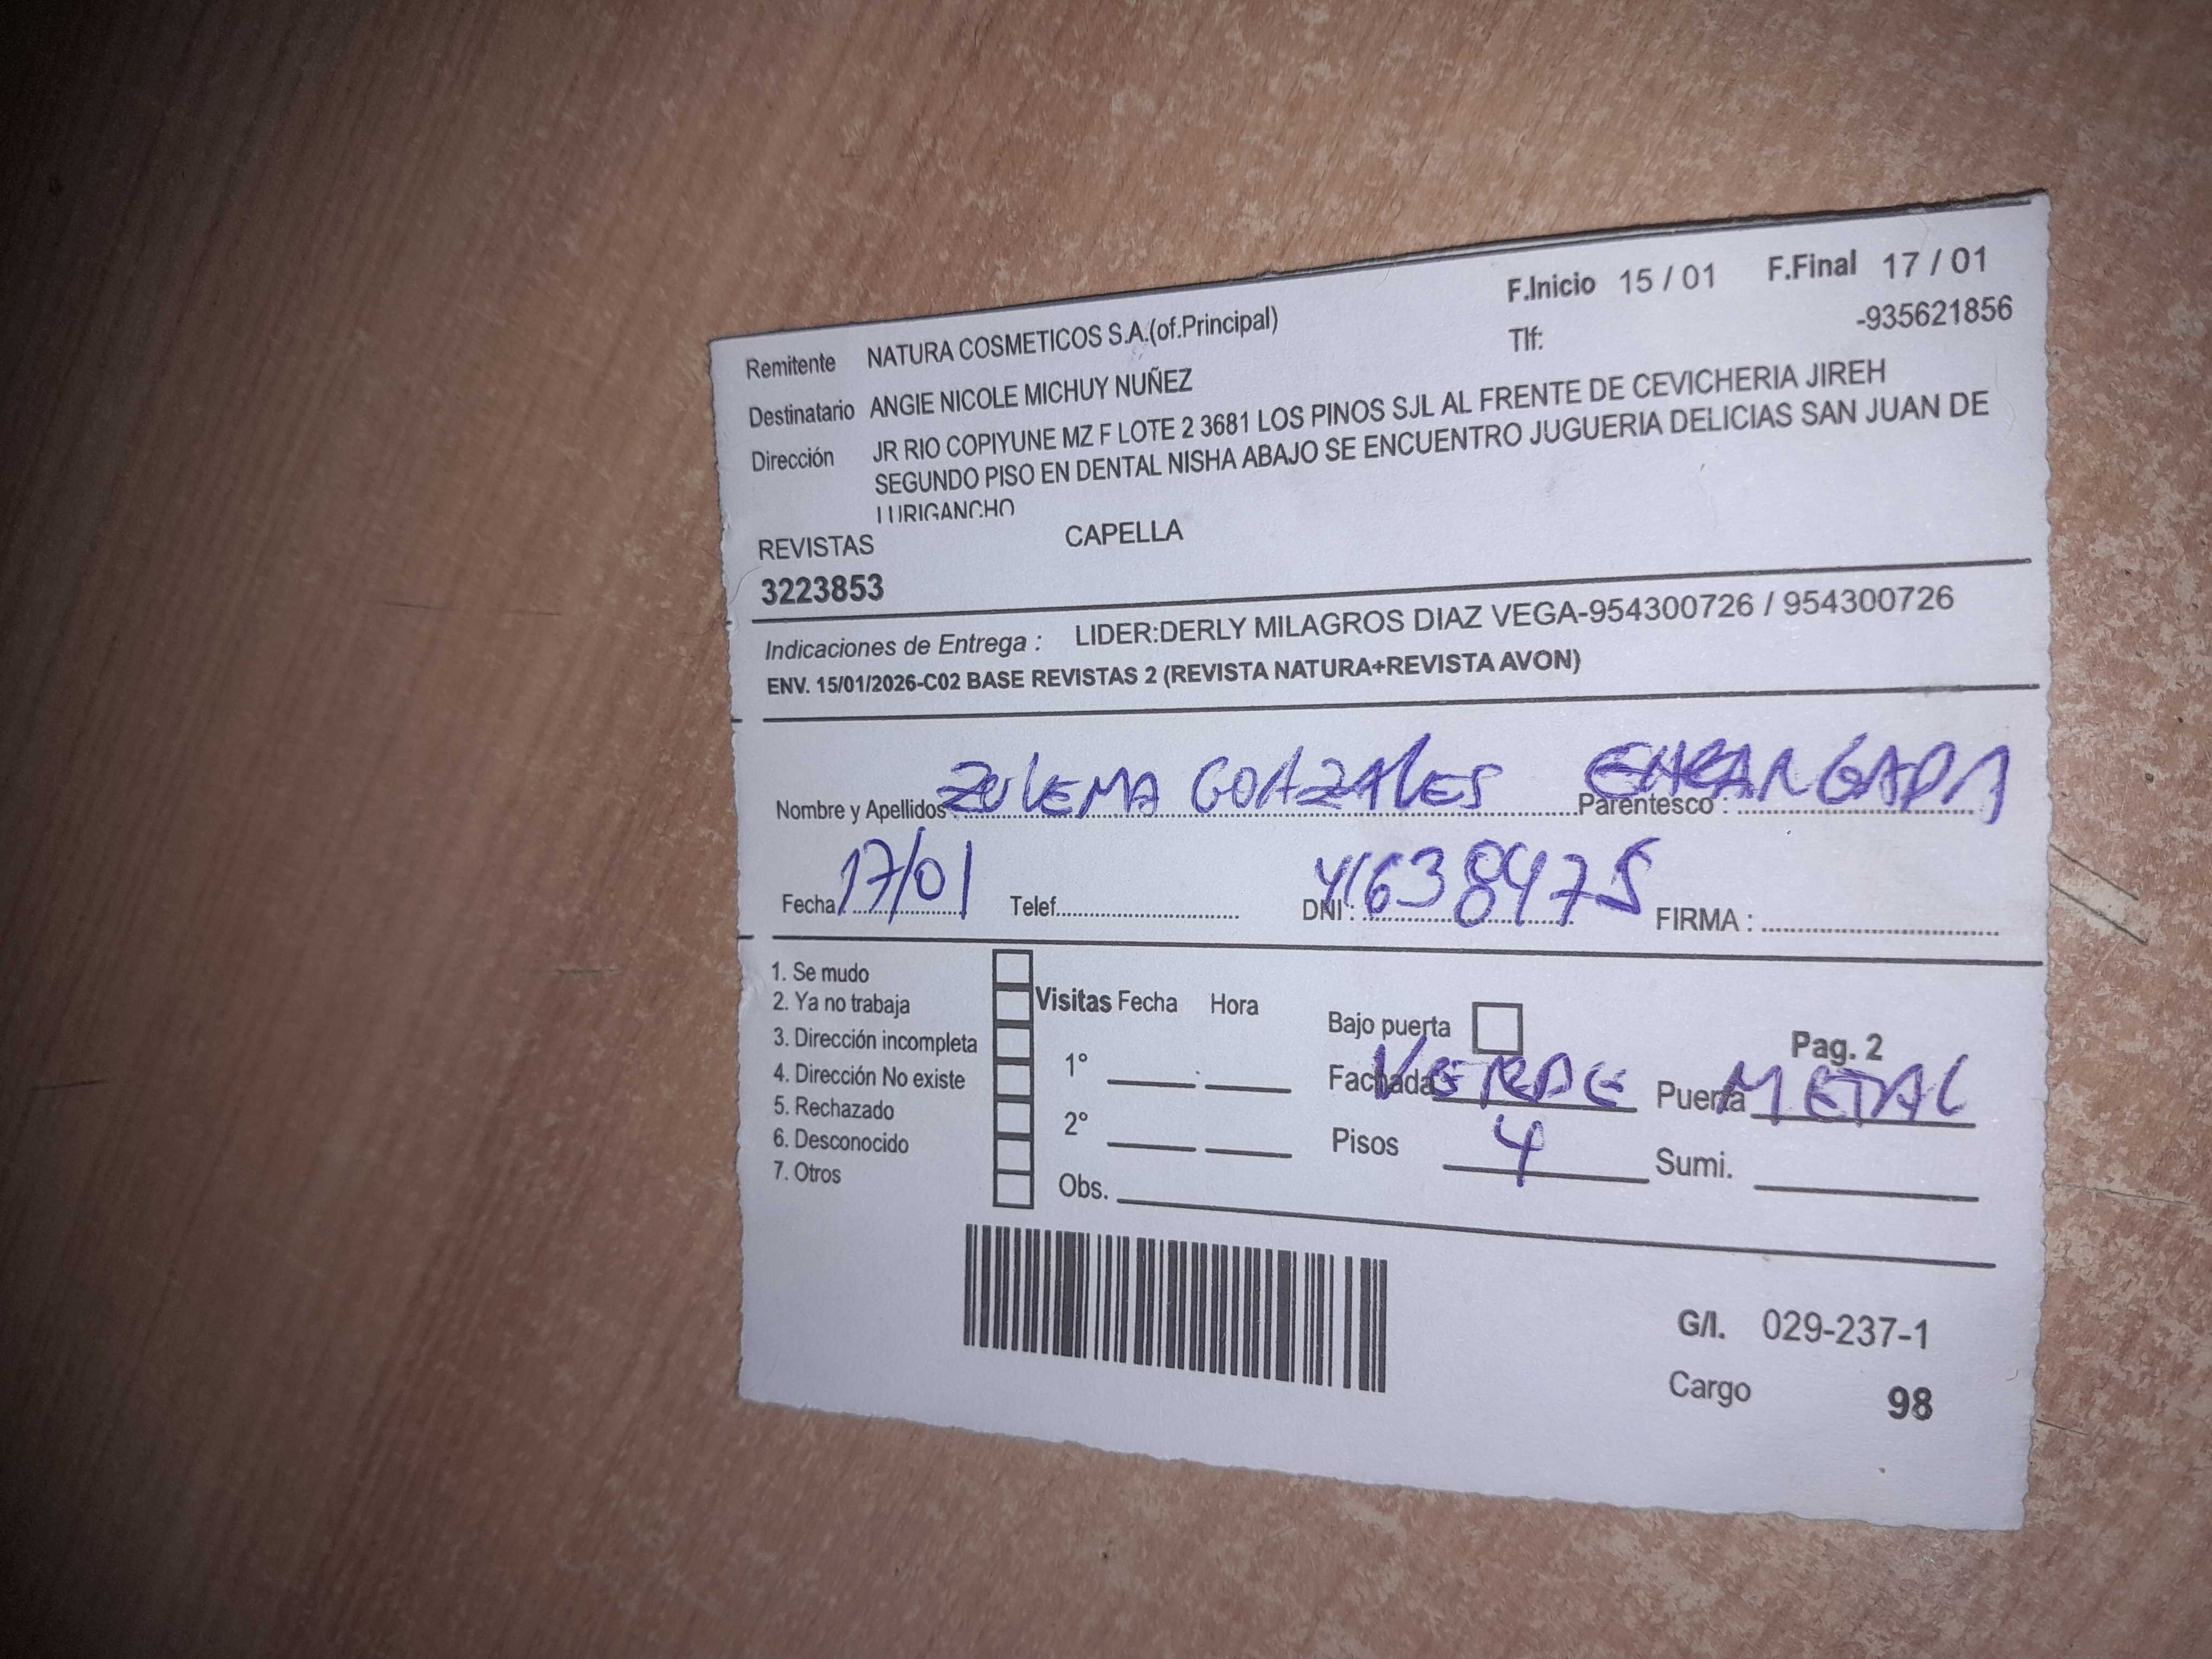 F.Inicio 15 / 01 F.Final 17 / 01
Remitente NATURA COSMETICOS S.A.(of.Principal) Tlf: -935621856
Destinatario ANGIE NICOLE MICHUY NUÑEZ
Dirección JR RIO COPIYUNE MZ F LOTE 2 3681 LOS PINOS SJL AL FRENTE DE CEVICHERIA JIREH
SEGUNDO PISO EN DENTAL NISHA ABAJO SE ENCUENTRO JUGUERIA DELICIAS SAN JUAN DE
LURIGANCHO
REVISTAS CAPELLA
3223853
Indicaciones de Entrega : LIDER:DERLY MILAGROS DIAZ VEGA-954300726 / 954300726
ENV. 15/01/2026-C02 BASE REVISTAS 2 (REVISTA NATURA+REVISTA AVON)
Nombre y Apellidos : ZULEMA GONZALES Parentesco : ENCARGADA
Fecha : 17/01 Telef. DNI : 41638475 FIRMA :
1. Se mudo
2. Ya no trabaja
3. Dirección incompleta
4. Dirección No existe
5. Rechazado
6. Desconocido
7. Otros
Visitas Fecha Hora
1°
2°
Obs.
Bajo puerta Pag. 2
Fachada VERDE Puerta METAL
Pisos 4 Sumi.
G/I. 029-237-1
Cargo 98